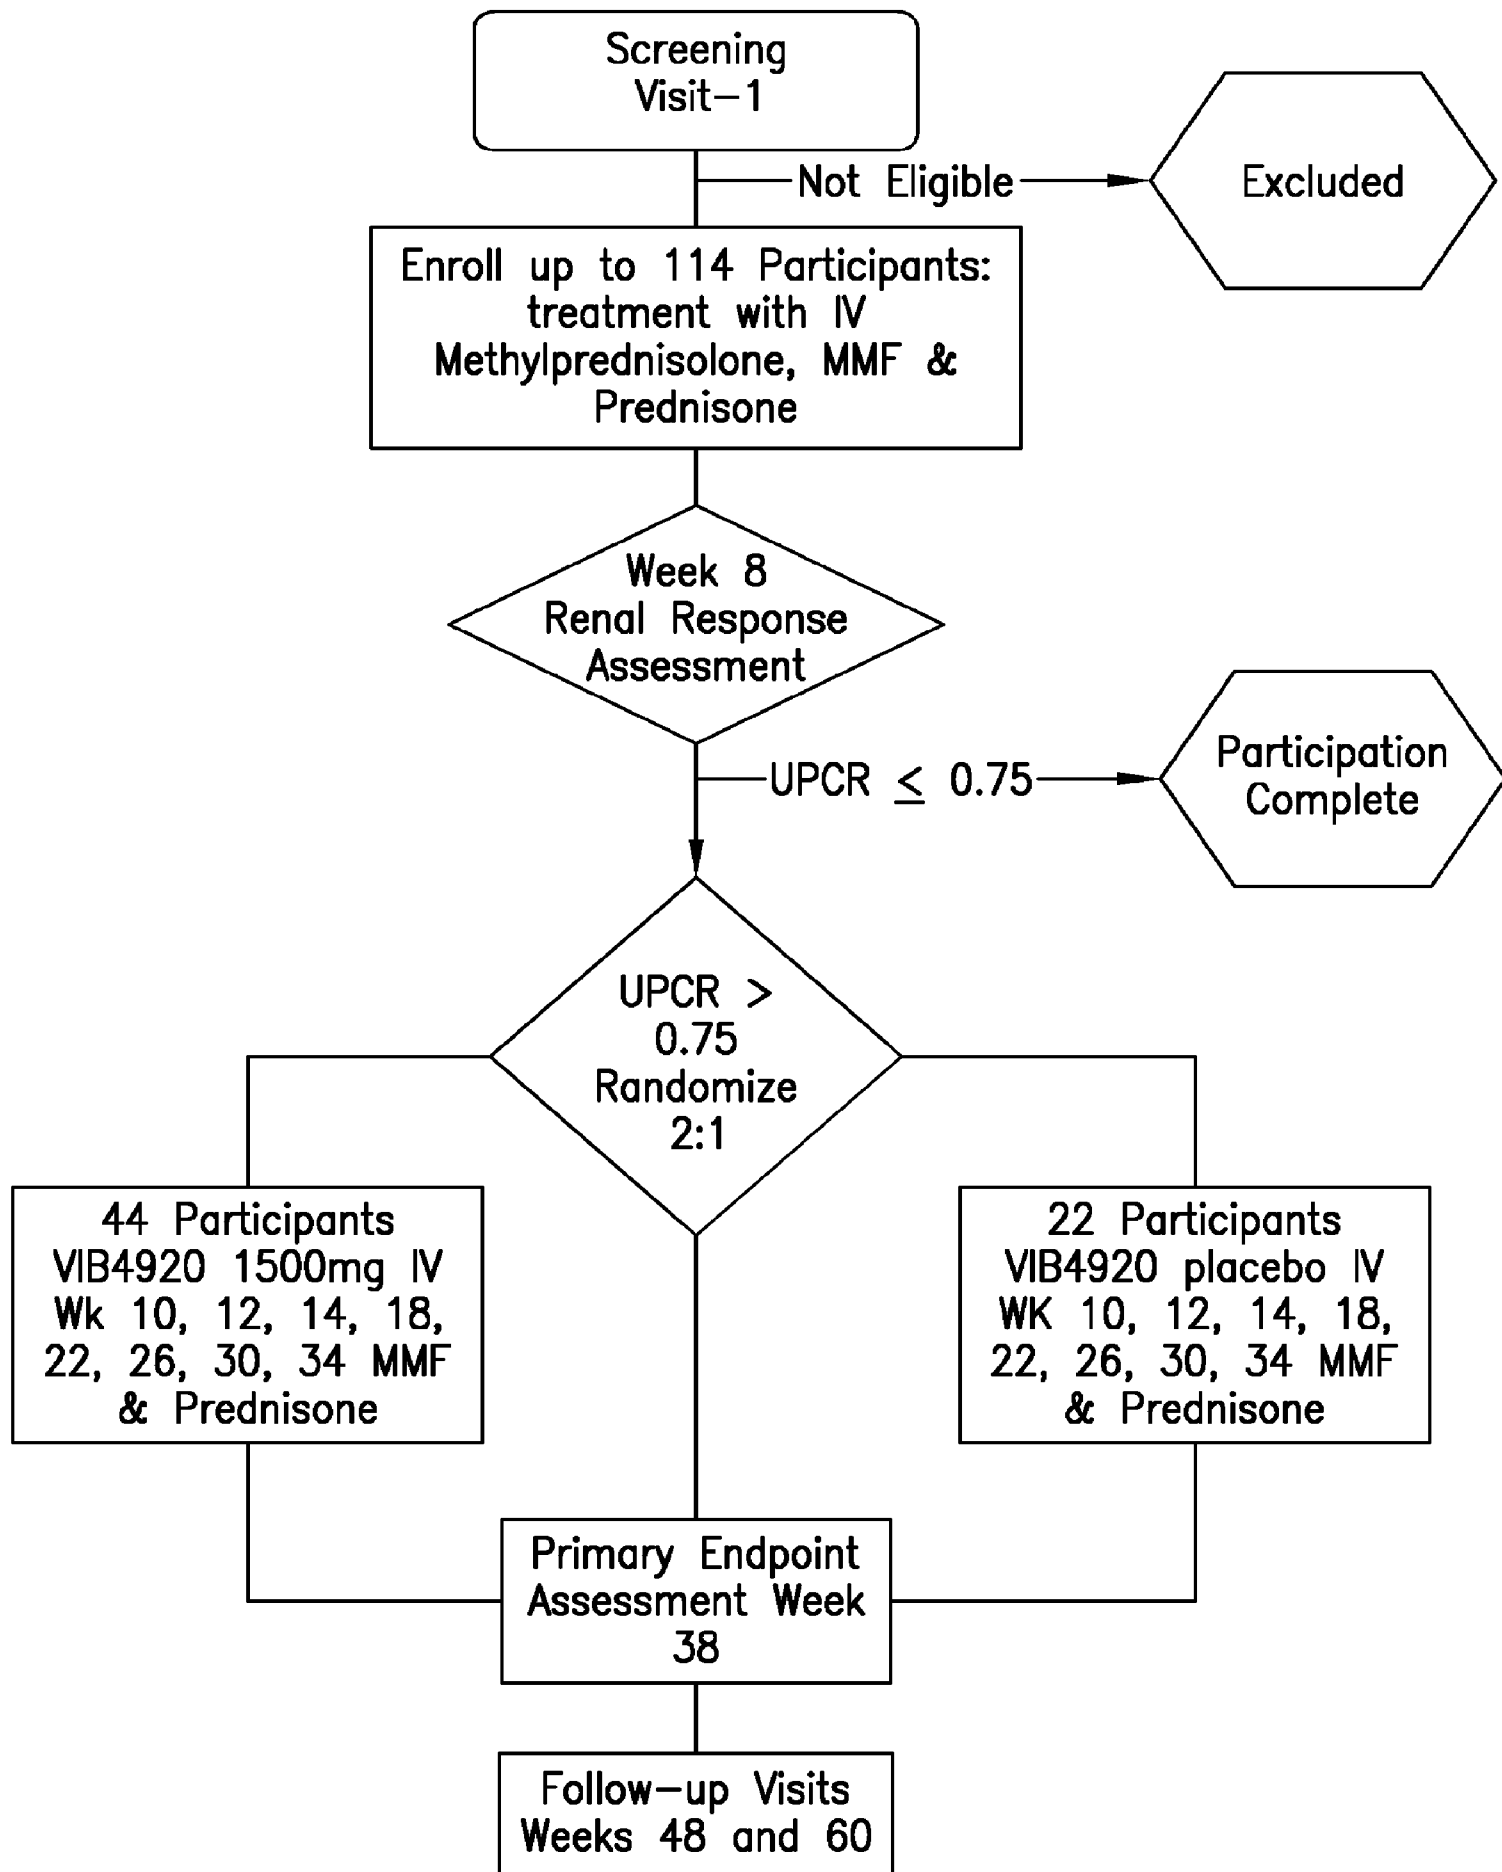 Screening
Visit-1
Not Eligible
Excluded
Enroll up to 114 Participants:
treatment with IV
Methylprednisolone, MMF &
Prednisone
Week 8
Renal Response
Assessment
UPCR ≤ 0.75
Participation
Complete
UPCR >
0.75
Randomize
2:1
44 Participants
VIB4920 1500mg IV
Wk 10, 12, 14, 18,
22, 26, 30, 34 MMF
& Prednisone
22 Participants
VIB4920 placebo IV
WK 10, 12, 14, 18,
22, 26, 30, 34 MMF
& Prednisone
Primary Endpoint
Assessment Week
38
Follow-up Visits
Weeks 48 and 60